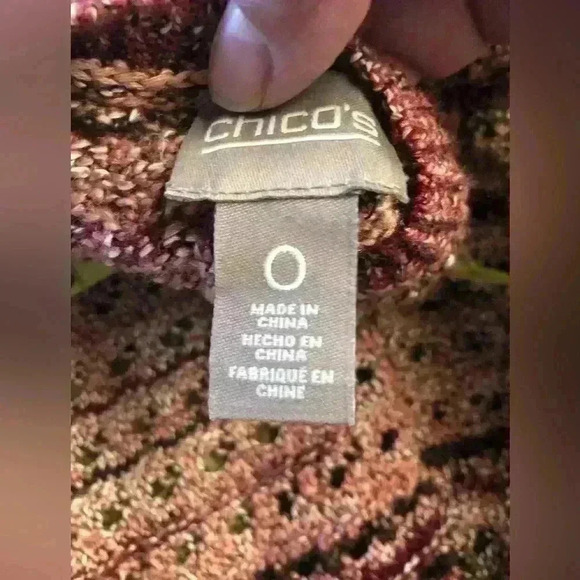 chico's
0
MADE IN
CHINA
HECHO EN
CHINA
FABRIQUÉ EN
CHINE